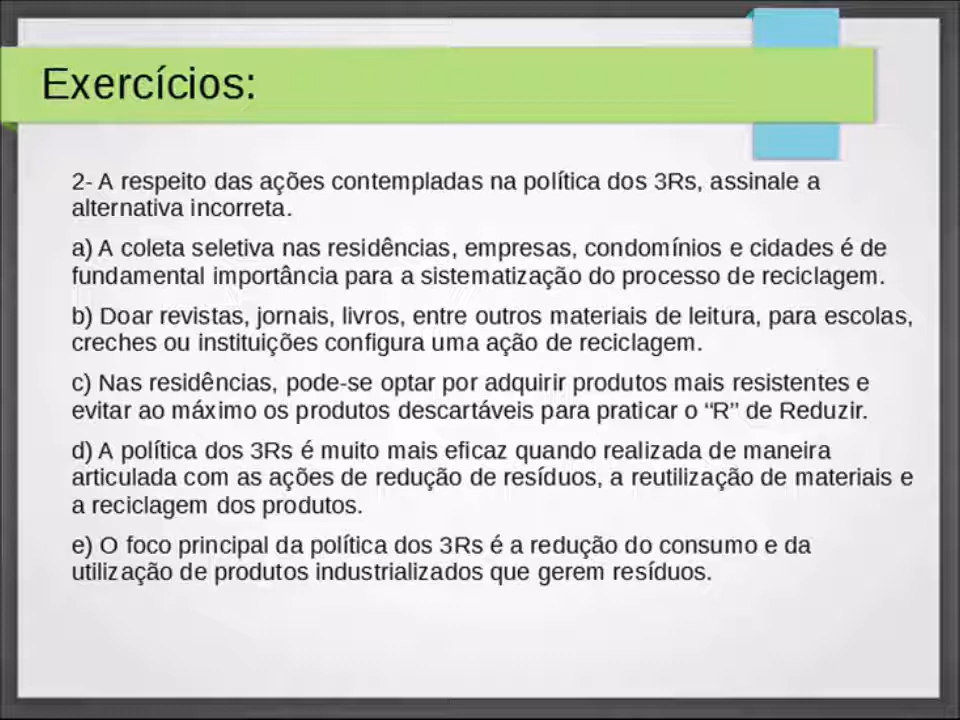 Exercícios:
2- A respeito das ações contempladas na política dos 3Rs, assinale a
alternativa incorreta.
a) A coleta seletiva nas residências, empresas, condomínios e cidades é de
fundamental importância para a sistematização do processo de reciclagem.
b) Doar revistas, jornais, livros, entre outros materiais de leitura, para escolas,
creches ou instituições configura uma ação de reciclagem.
c) Nas residências, pode-se optar por adquirir produtos mais resistentes e
evitar ao máximo os produtos descartáveis para praticar o “R” de Reduzir.
d) A política dos 3Rs é muito mais eficaz quando realizada de maneira
articulada com as ações de redução de resíduos, a reutilização de materiais e
a reciclagem dos produtos.
e) O foco principal da política dos 3Rs é a redução do consumo e da
utilização de produtos industrializados que gerem resíduos.